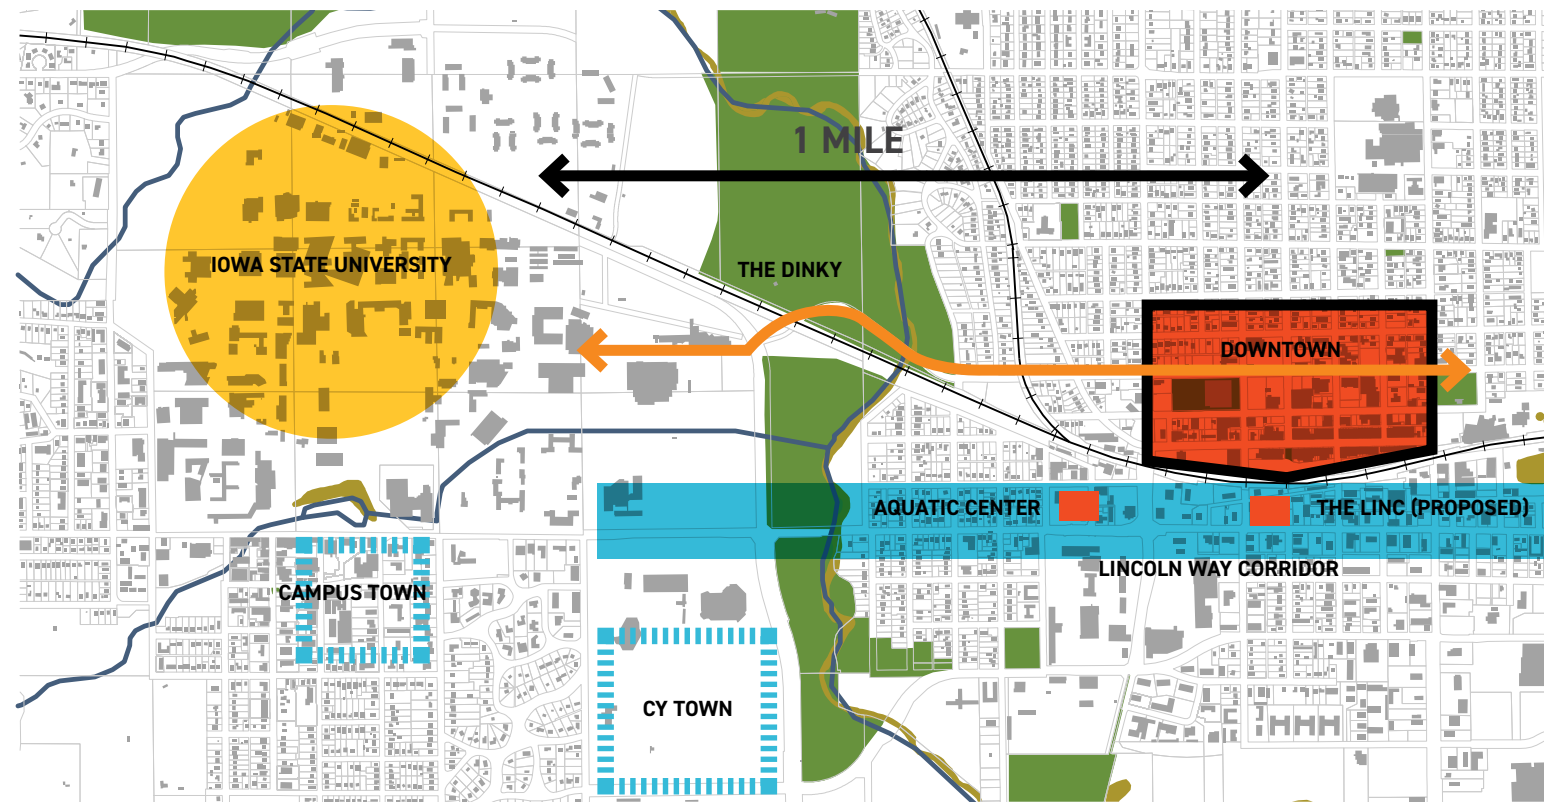 1 MILE
IOWA STATE UNIVERSITY
THE DINKY
DOWNTOWN
AQUATIC CENTER
THE LINC (PROPOSED)
LINCOLN WAY CORRIDOR
CAMPUS TOWN
CY TOWN